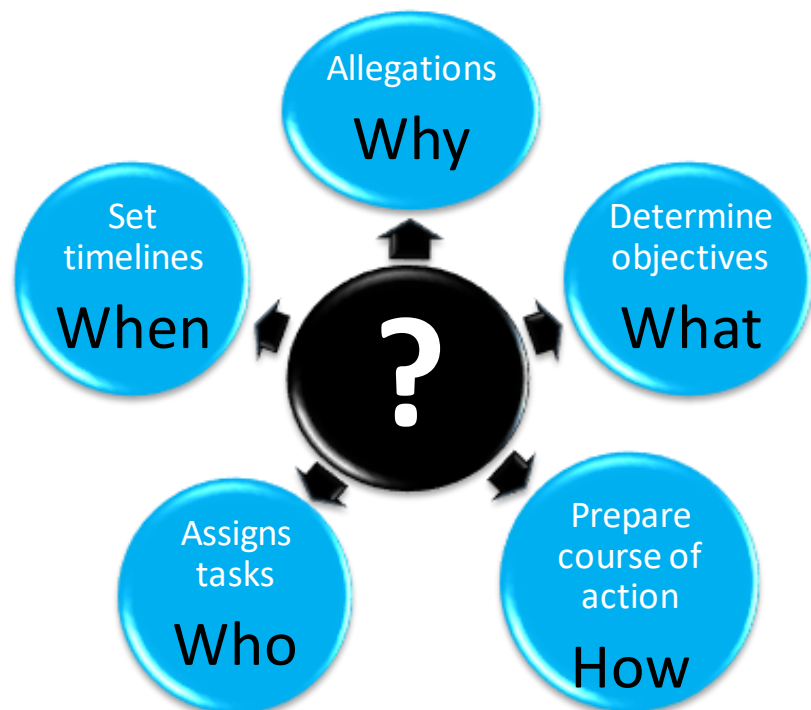 Allegations
Why
Determine
objectives
What
Prepare
course of
action
How
Assigns
tasks
Who
Set
timelines
When
?